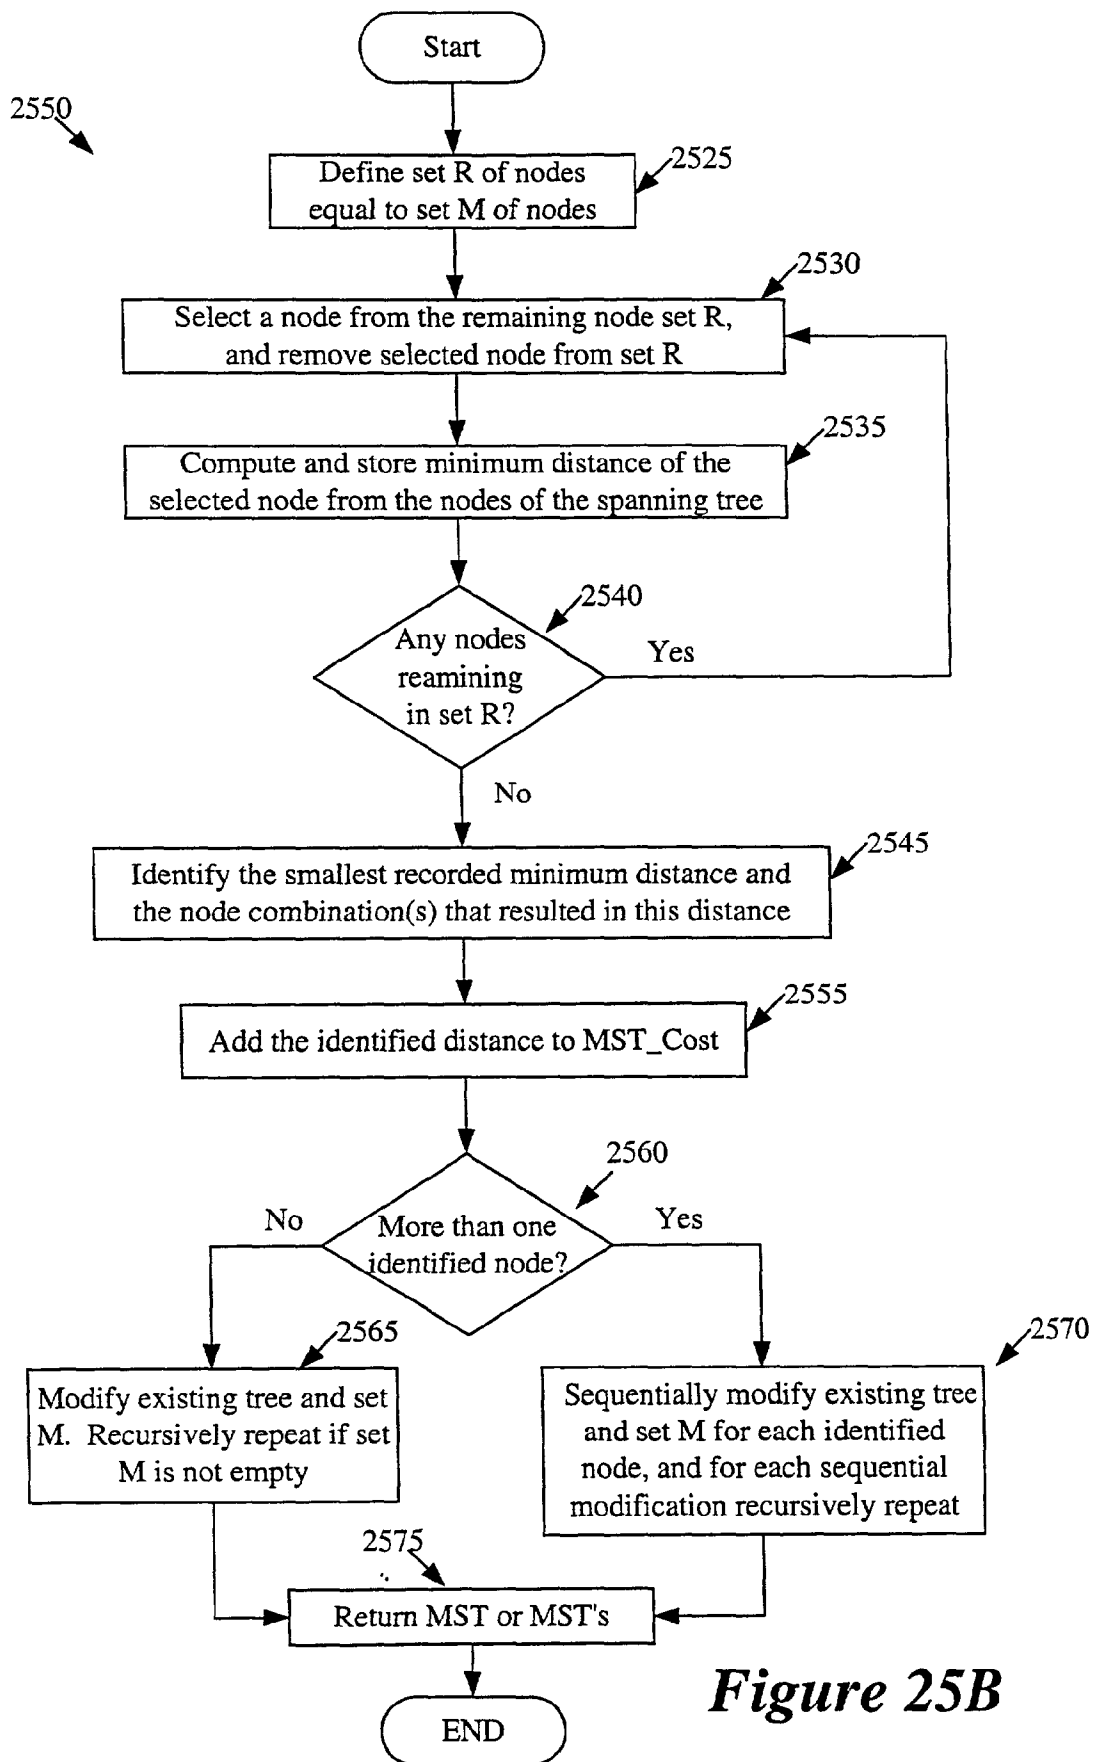 Start
2550
2525
Define set R of nodes
equal to set M of nodes
2530
Select a node from the remaining node set R,
and remove selected node from set R
2535
Compute and store minimum distance of the
selected node from the nodes of the spanning tree
2540
Any nodes
reamining
in set R?
Yes
No
2545
Identify the smallest recorded minimum distance and
the node combination(s) that resulted in this distance
2555
Add the identified distance to MST_Cost
2560
No
More than one
identified node?
Yes
2565
Modify existing tree and set
M. Recursively repeat if set
M is not empty
2570
Sequentially modify existing tree
and set M for each identified
node, and for each sequential
modification recursively repeat
2575
Return MST or MST's
END
Figure 25B